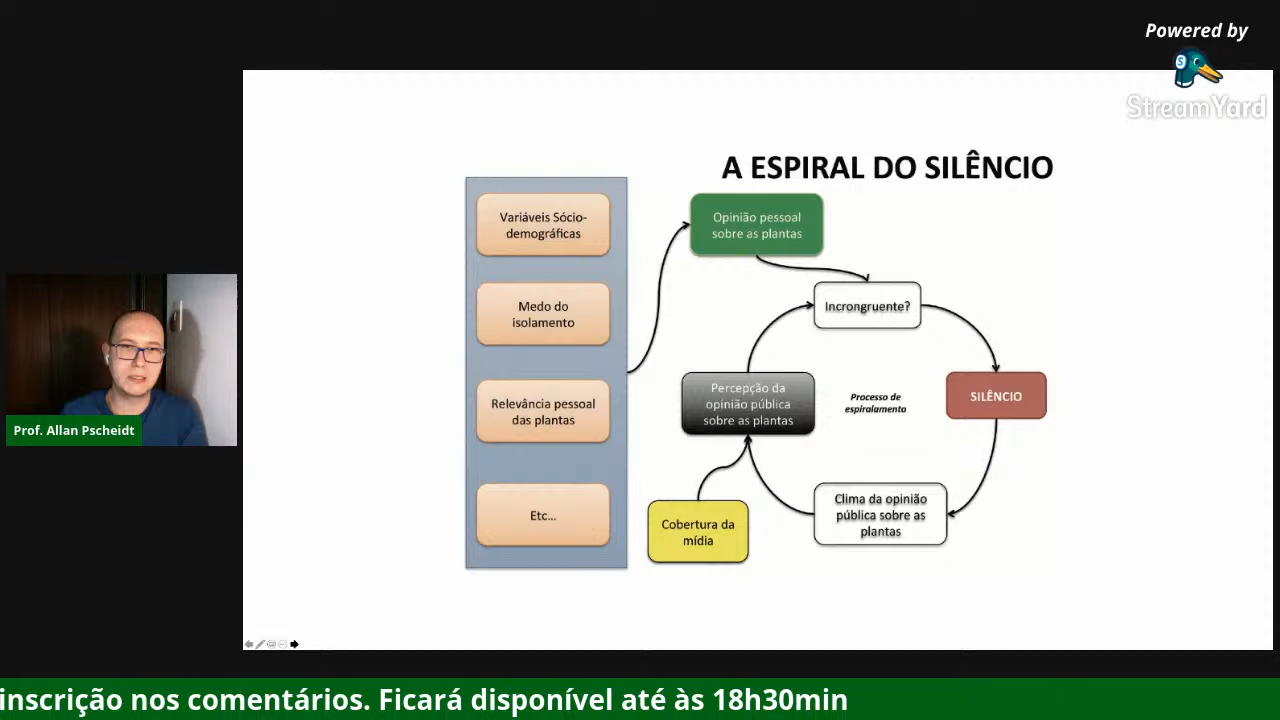 Powered by
StreamYard
A ESPIRAL DO SILÊNCIO
Variáveis Sócio-
demográficas
Medo do
isolamento
Relevância pessoal
das plantas
Etc...
Opinião pessoal
sobre as plantas
Incrongruente?
Percepção da
opinião pública
sobre as plantas
Processo de
espiralamento
SILÊNCIO
Clima da opinião
pública sobre as
plantas
Cobertura da
mídia
Prof. Allan Pscheidt
inscrição nos comentários. Ficará disponível até às 18h30min